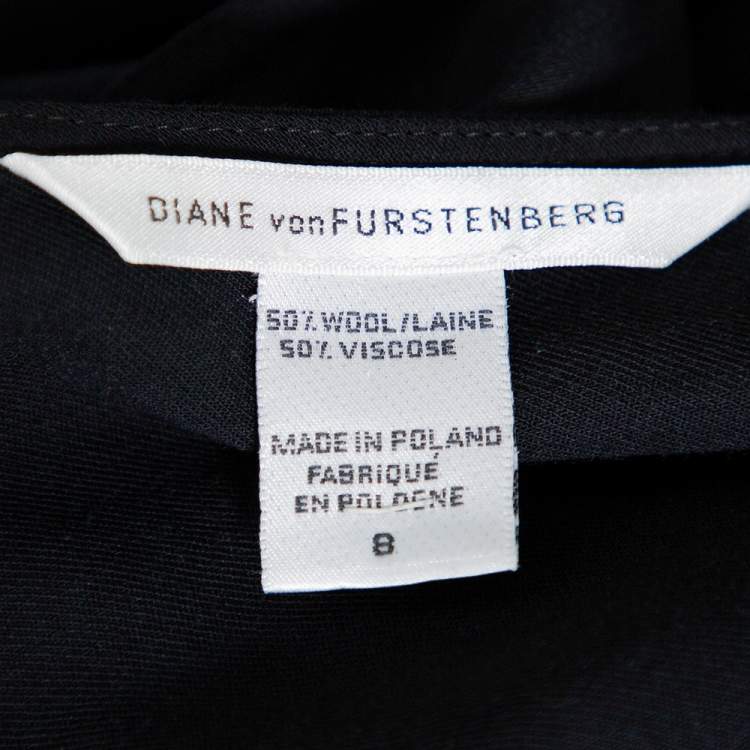 DIANE vonFURSTENBERG
50% WOOL/LAINE
50% VISCOSE
MADE IN POLAND
FABRIQUÉ
EN POLOGNE
8